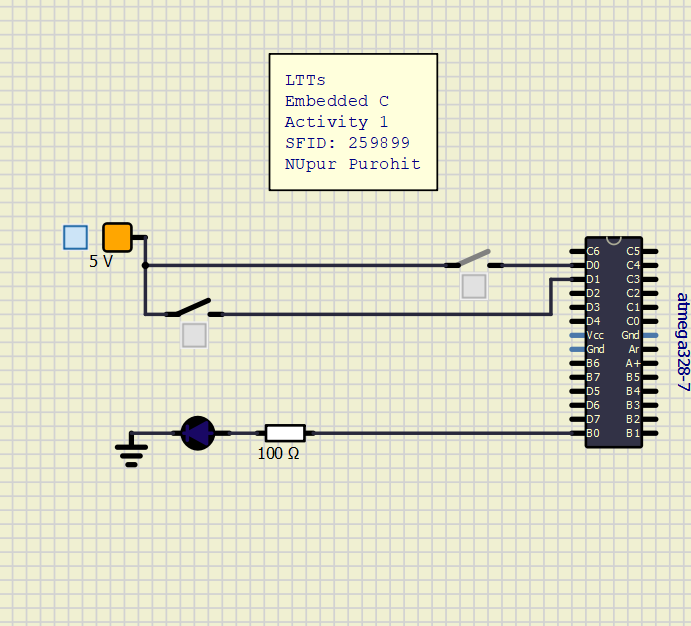 LTTs
Embedded C
Activity 1
SFID: 259899
NUpur Purohit
5 V
100 Ω
atmega328-7
C6 C5
D0 C4
D1 C3
D2 C2
D3 C1
D4 C0
Vcc Gnd
Gnd Ar
B6 A+
B7 B5
D5 B4
D6 B3
D7 B2
B0 B1